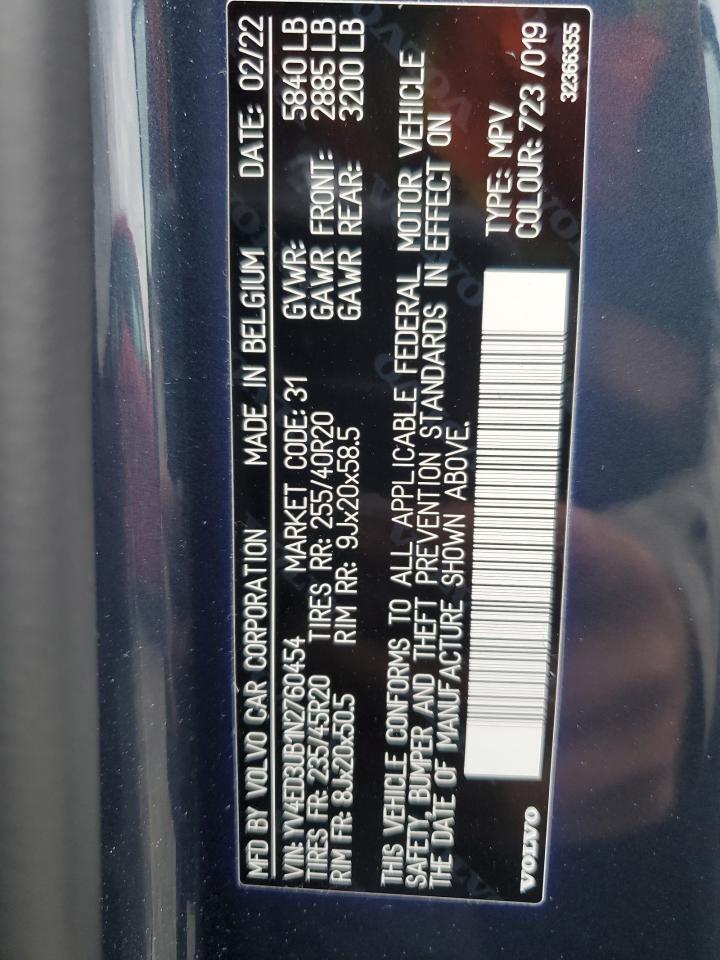 MFD BY VOLVO CAR CORPORATION MADE IN BELGIUM DATE: 02/22
VIN: YV4ED3UB1N2760454 MARKET CODE: 31 GVWR: 5840 LB
TIRES FR: 235/45R20 TIRES RR: 255/40R20 GAWR FRONT: 2885 LB
RIM FR: 8Jx20x50.5 RIM RR: 9Jx20x58.5 GAWR REAR: 3200 LB
THIS VEHICLE CONFORMS TO ALL APPLICABLE FEDERAL MOTOR VEHICLE
SAFETY, BUMPER AND THEFT PREVENTION STANDARDS IN EFFECT ON
THE DATE OF MANUFACTURE SHOWN ABOVE.
TYPE: MPV
COLOUR: 723 /019
VOLVO
32366355